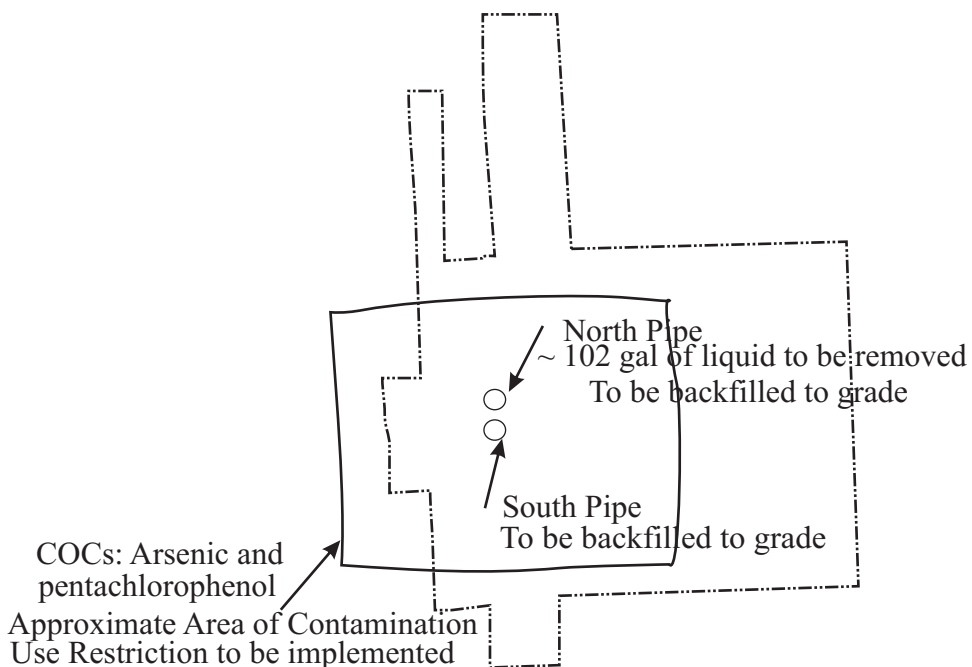 North Pipe
~ 102 gal of liquid to be removed
To be backfilled to grade
South Pipe
To be backfilled to grade
COCs: Arsenic and
pentachlorophenol
Approximate Area of Contamination
Use Restriction to be implemented